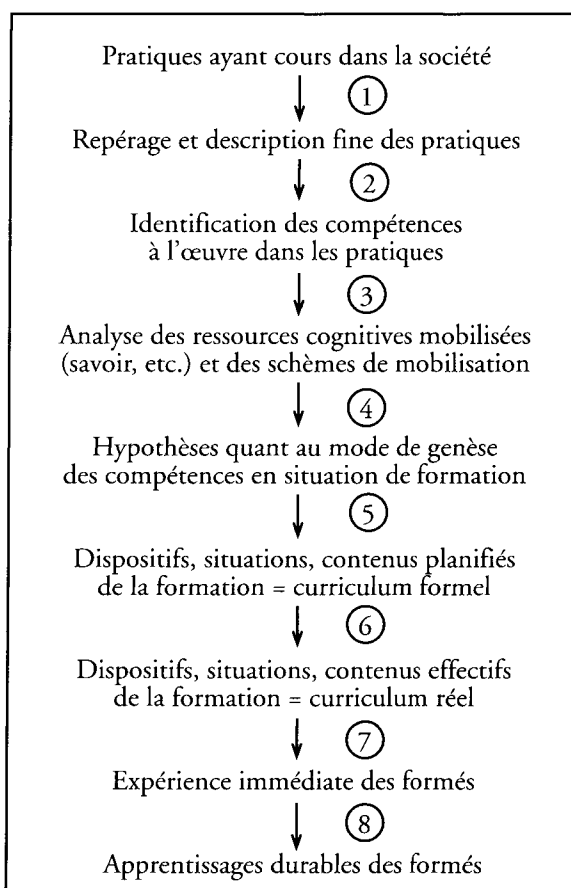 Pratiques ayant cours dans la société
1
Repérage et description fine des pratiques
2
Identification des compétences
à l'œuvre dans les pratiques
3
Analyse des ressources cognitives mobilisées
(savoir, etc.) et des schèmes de mobilisation
4
Hypothèses quant au mode de genèse
des compétences en situation de formation
5
Dispositifs, situations, contenus planifiés
de la formation = curriculum formel
6
Dispositifs, situations, contenus effectifs
de la formation = curriculum réel
7
Expérience immédiate des formés
8
Apprentissages durables des formés